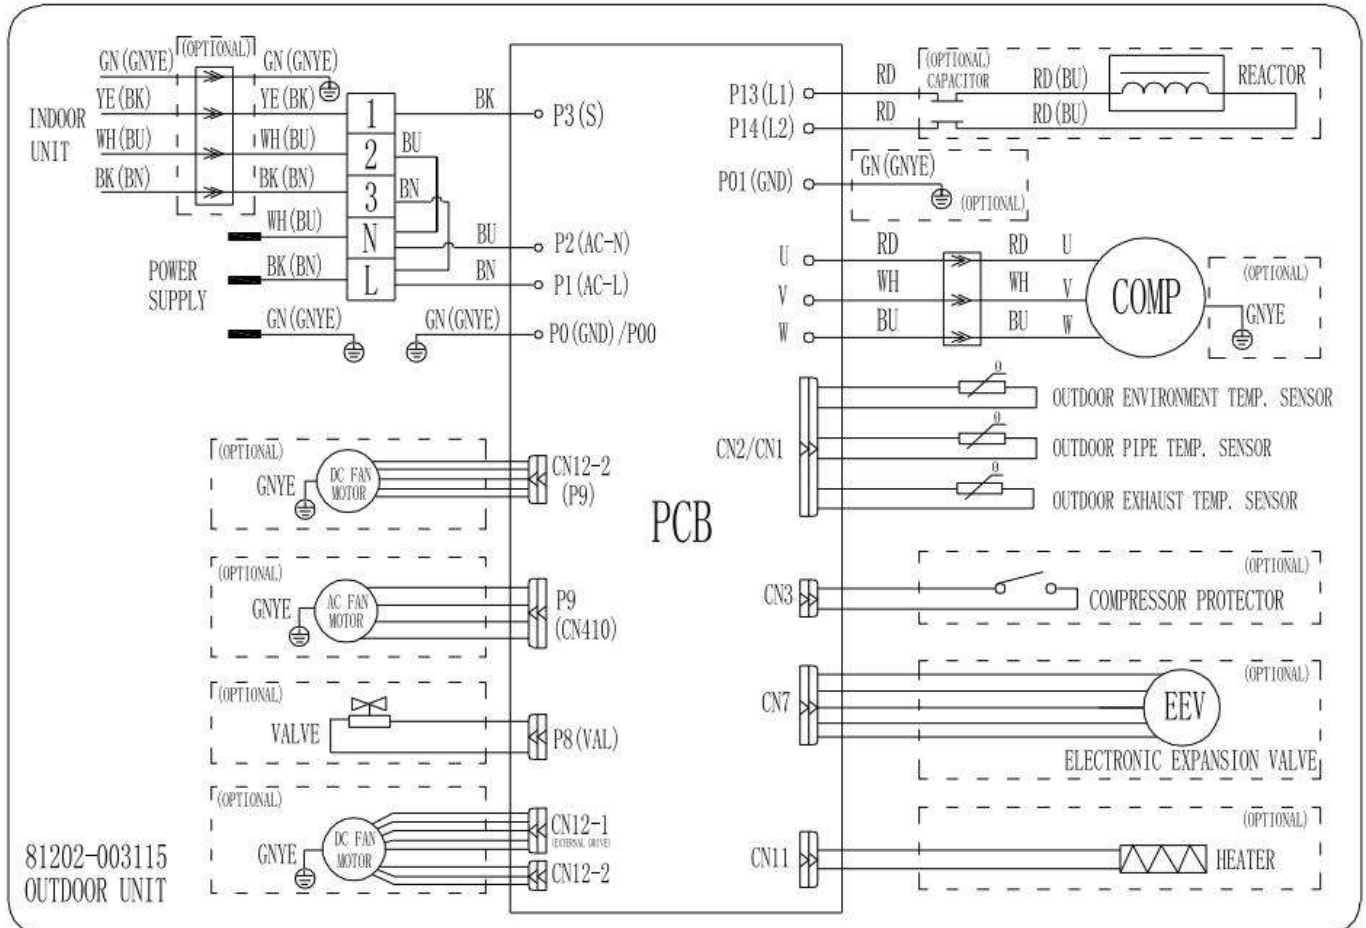 GN(GNYE)
(OPTIONAL)
GN(GNYE)
YE(BK)
YE(BK)
INDOOR
UNIT
WH(BU)
WH(BU)
BK(BN)
BK(BN)
1
2
3
N
L
BK
P3(S)
BU
BN
WH(BU)
BU
P2(AC-N)
POWER
SUPPLY
BK(BN)
BN
P1(AC-L)
GN(GNYE)
GN(GNYE)
P0(GND)/P00
(OPTIONAL)
GNYE
DC FAN
MOTOR
CN12-2
(P9)
(OPTIONAL)
GNYE
AC FAN
MOTOR
P9
(CN410)
(OPTIONAL)
VALVE
P8(VAL)
(OPTIONAL)
GNYE
DC FAN
MOTOR
CN12-1
(EXTERNAL DRIVE)
CN12-2
81202-003115
OUTDOOR UNIT
PCB
P13(L1)
RD
(OPTIONAL)
CAPACITOR
RD(BU)
REACTOR
P14(L2)
RD
RD(BU)
P01(GND)
GN(GNYE)
(OPTIONAL)
U
RD
RD
U
V
WH
WH
V
W
BU
BU
W
COMP
(OPTIONAL)
GNYE
CN2/CN1
θ
OUTDOOR ENVIRONMENT TEMP. SENSOR
θ
OUTDOOR PIPE TEMP. SENSOR
θ
OUTDOOR EXHAUST TEMP. SENSOR
CN3
(OPTIONAL)
COMPRESSOR PROTECTOR
CN7
(OPTIONAL)
EEV
ELECTRONIC EXPANSION VALVE
CN11
(OPTIONAL)
HEATER